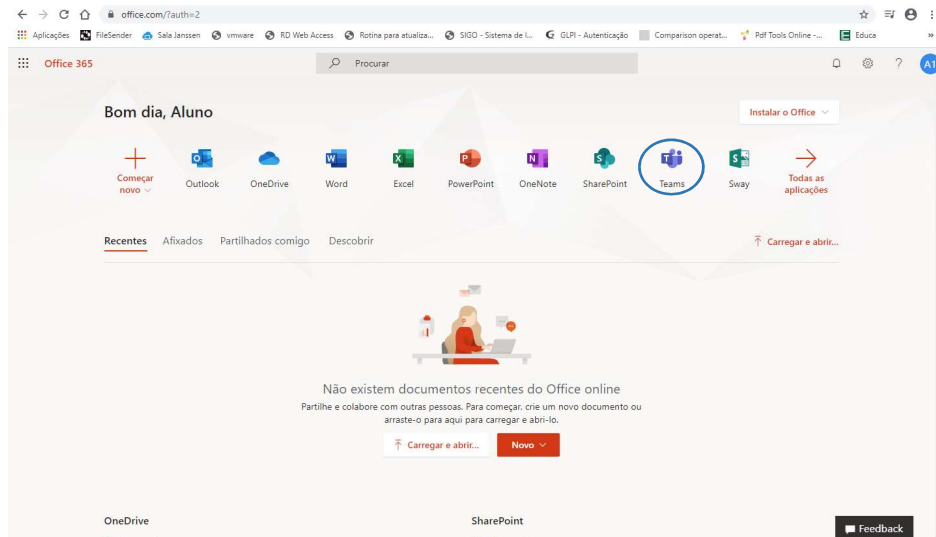 office.com/?auth=2
Aplicações FileSender Sala Janssen vmware RD Web Access Rotina para atualiza... SIGO - Sistema de I... GLPI - Autenticação Comparison operat... Pdf Tools Online -... Educa »
Office 365 Procurar ? A1
Bom dia, Aluno Instalar o Office
Começar novo Outlook OneDrive Word Excel PowerPoint OneNote SharePoint Teams Sway Todas as aplicações
Recentes Afixados Partilhados comigo Descobrir Carregar e abrir...
Não existem documentos recentes do Office online
Partilhe e colabore com outras pessoas. Para começar, crie um novo documento ou
arraste-o para aqui para carregar e abri-lo.
Carregar e abrir... Novo
OneDrive SharePoint
Feedback